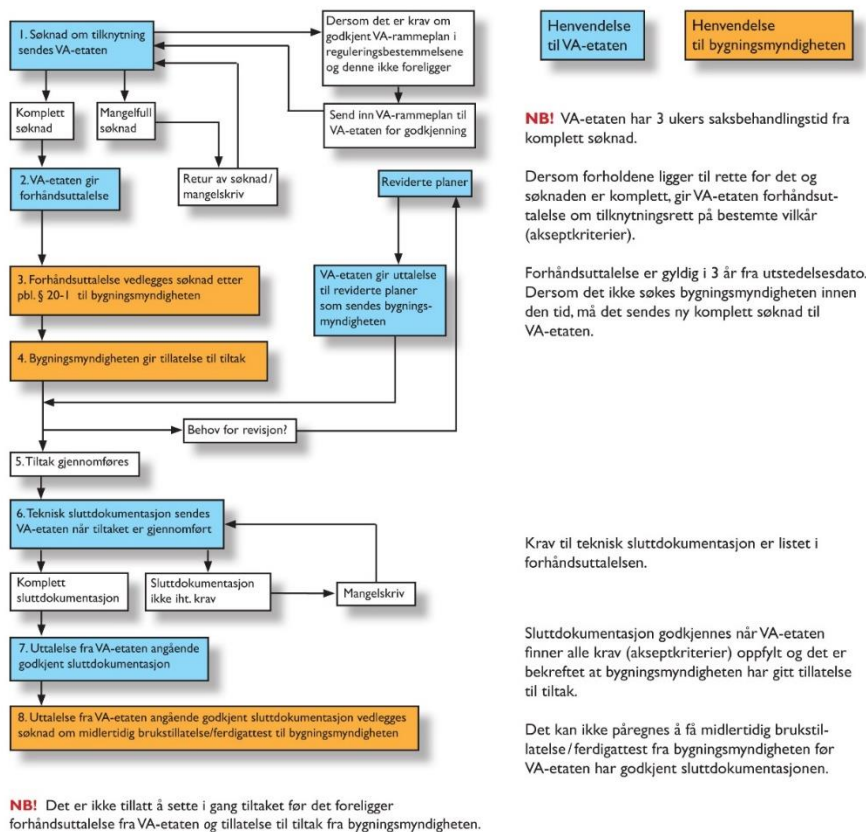 1. Søknad om tilknytning
sendes VA-etaten
Dersom det er krav om
godkjent VA-rammeplan i
reguleringsbestemmelsene
og denne ikke foreligger
Komplett
søknad
Mangelfull
søknad
Send inn VA-rammeplan til
VA-etaten for godkjenning
2. VA-etaten gir
forhåndsuttalelse
Retur av søknad/
mangelskriv
Reviderte planer
3. Forhåndsuttalelse vedlegges søknad etter
pbl. § 20-1 til bygningsmyndigheten
VA-etaten gir uttalelse
til reviderte planer
som sendes bygnings-
myndigheten
4. Bygningsmyndigheten gir tillatelse til tiltak
Behov for revisjon?
5. Tiltak gjennomføres
6. Teknisk sluttdokumentasjon sendes
VA-etaten når tiltaket er gjennomført
Komplett
sluttdokumentasjon
Sluttdokumentasjon
ikke iht. krav
Mangelskriv
7. Uttalelse fra VA-etaten angående
godkjent sluttdokumentasjon
8. Uttalelse fra VA-etaten angående godkjent sluttdokumentasjon vedlegges
søknad om midlertidig brukstillatelse/ferdigattest til bygningsmyndigheten
NB! Det er ikke tillatt å sette i gang tiltaket før det foreligger
forhåndsuttalelse fra VA-etaten og tillatelse til tiltak fra bygningsmyndigheten.
Henvendelse
til VA-etaten
Henvendelse
til bygningsmyndigheten
NB! VA-etaten har 3 ukers saksbehandlingstid fra
komplett søknad.
Dersom forholdene ligger til rette for det og
søknaden er komplett, gir VA-etaten forhåndsut-
talelse om tilknytningsrett på bestemte vilkår
(akseptkriterier).
Forhåndsuttalelse er gyldig i 3 år fra utstedelsesdato.
Dersom det ikke søkes bygningsmyndigheten innen
den tid, må det sendes ny komplett søknad til
VA-etaten.
Krav til teknisk sluttdokumentasjon er listet i
forhåndsuttalelsen.
Sluttdokumentasjon godkjennes når VA-etaten
finner alle krav (akseptkriterier) oppfylt og det er
bekreftet at bygningsmyndigheten har gitt tillatelse
til tiltak.
Det kan ikke påregnes å få midlertidig brukstil-
latelse/ferdigattest fra bygningsmyndigheten før
VA-etaten har godkjent sluttdokumentasjonen.